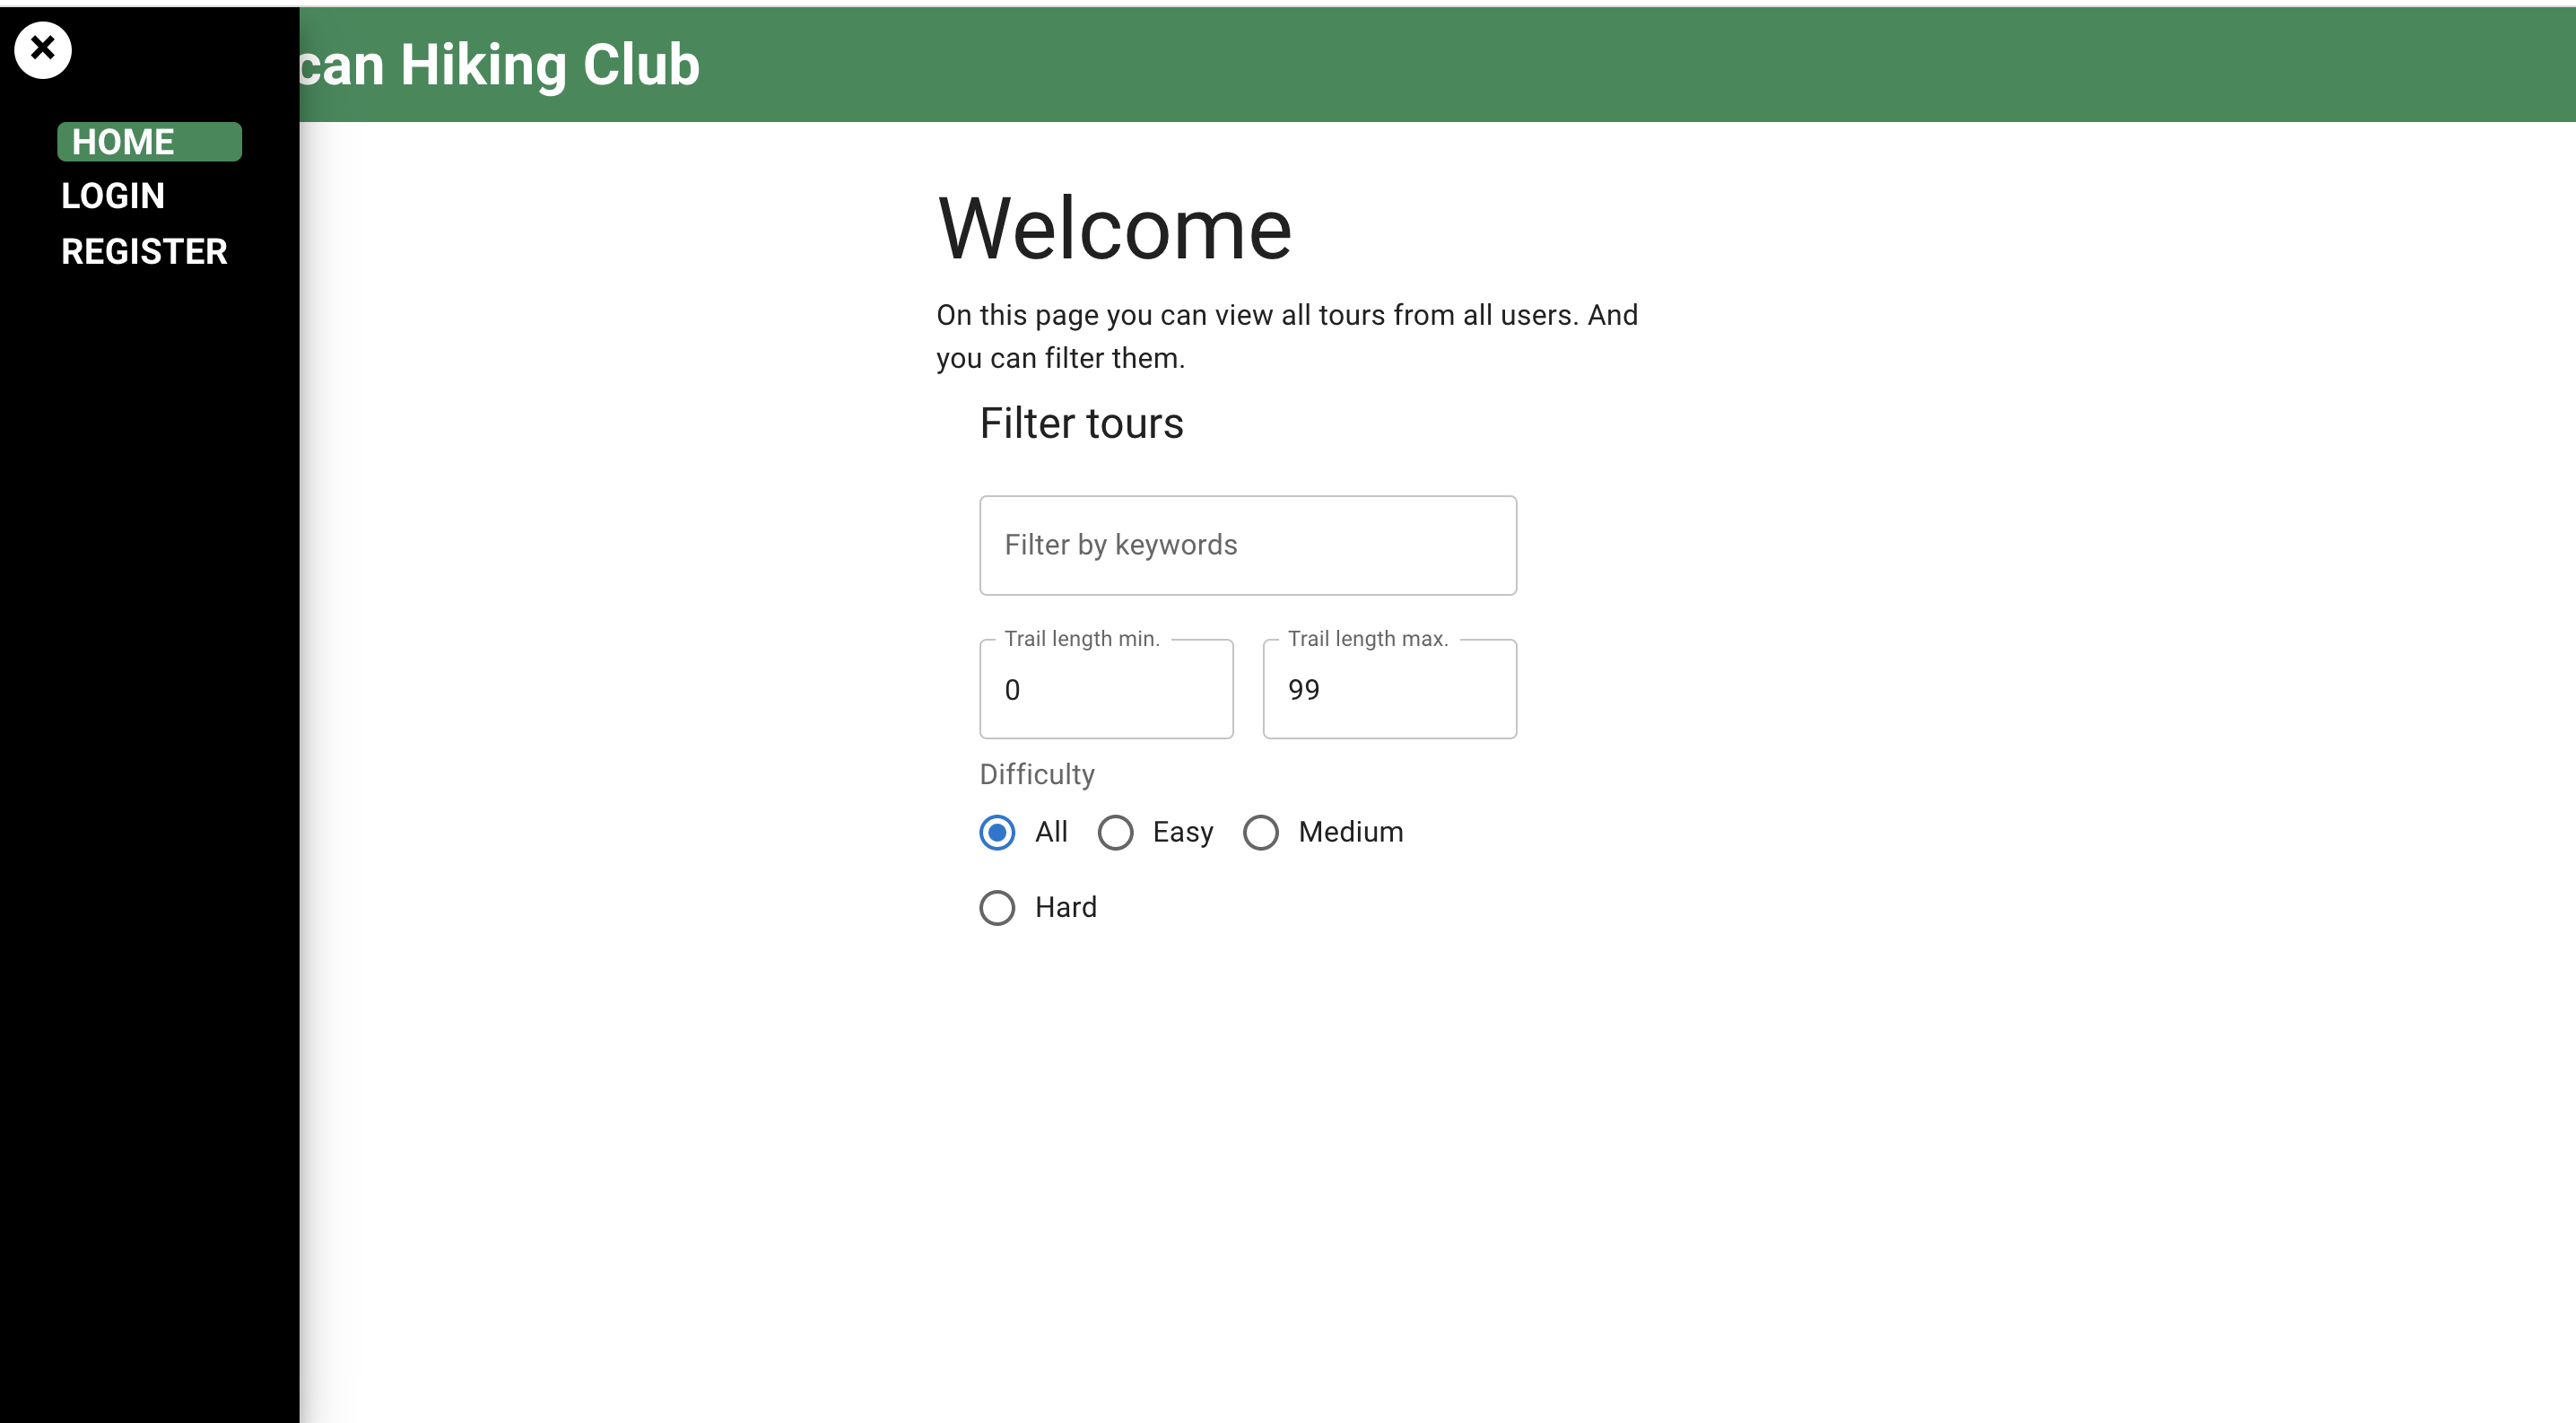 can Hiking Club
HOME
LOGIN
REGISTER
Welcome
On this page you can view all tours from all users. And
you can filter them.
Filter tours
Filter by keywords
Trail length min.
0
Trail length max.
99
Difficulty
All
Easy
Medium
Hard